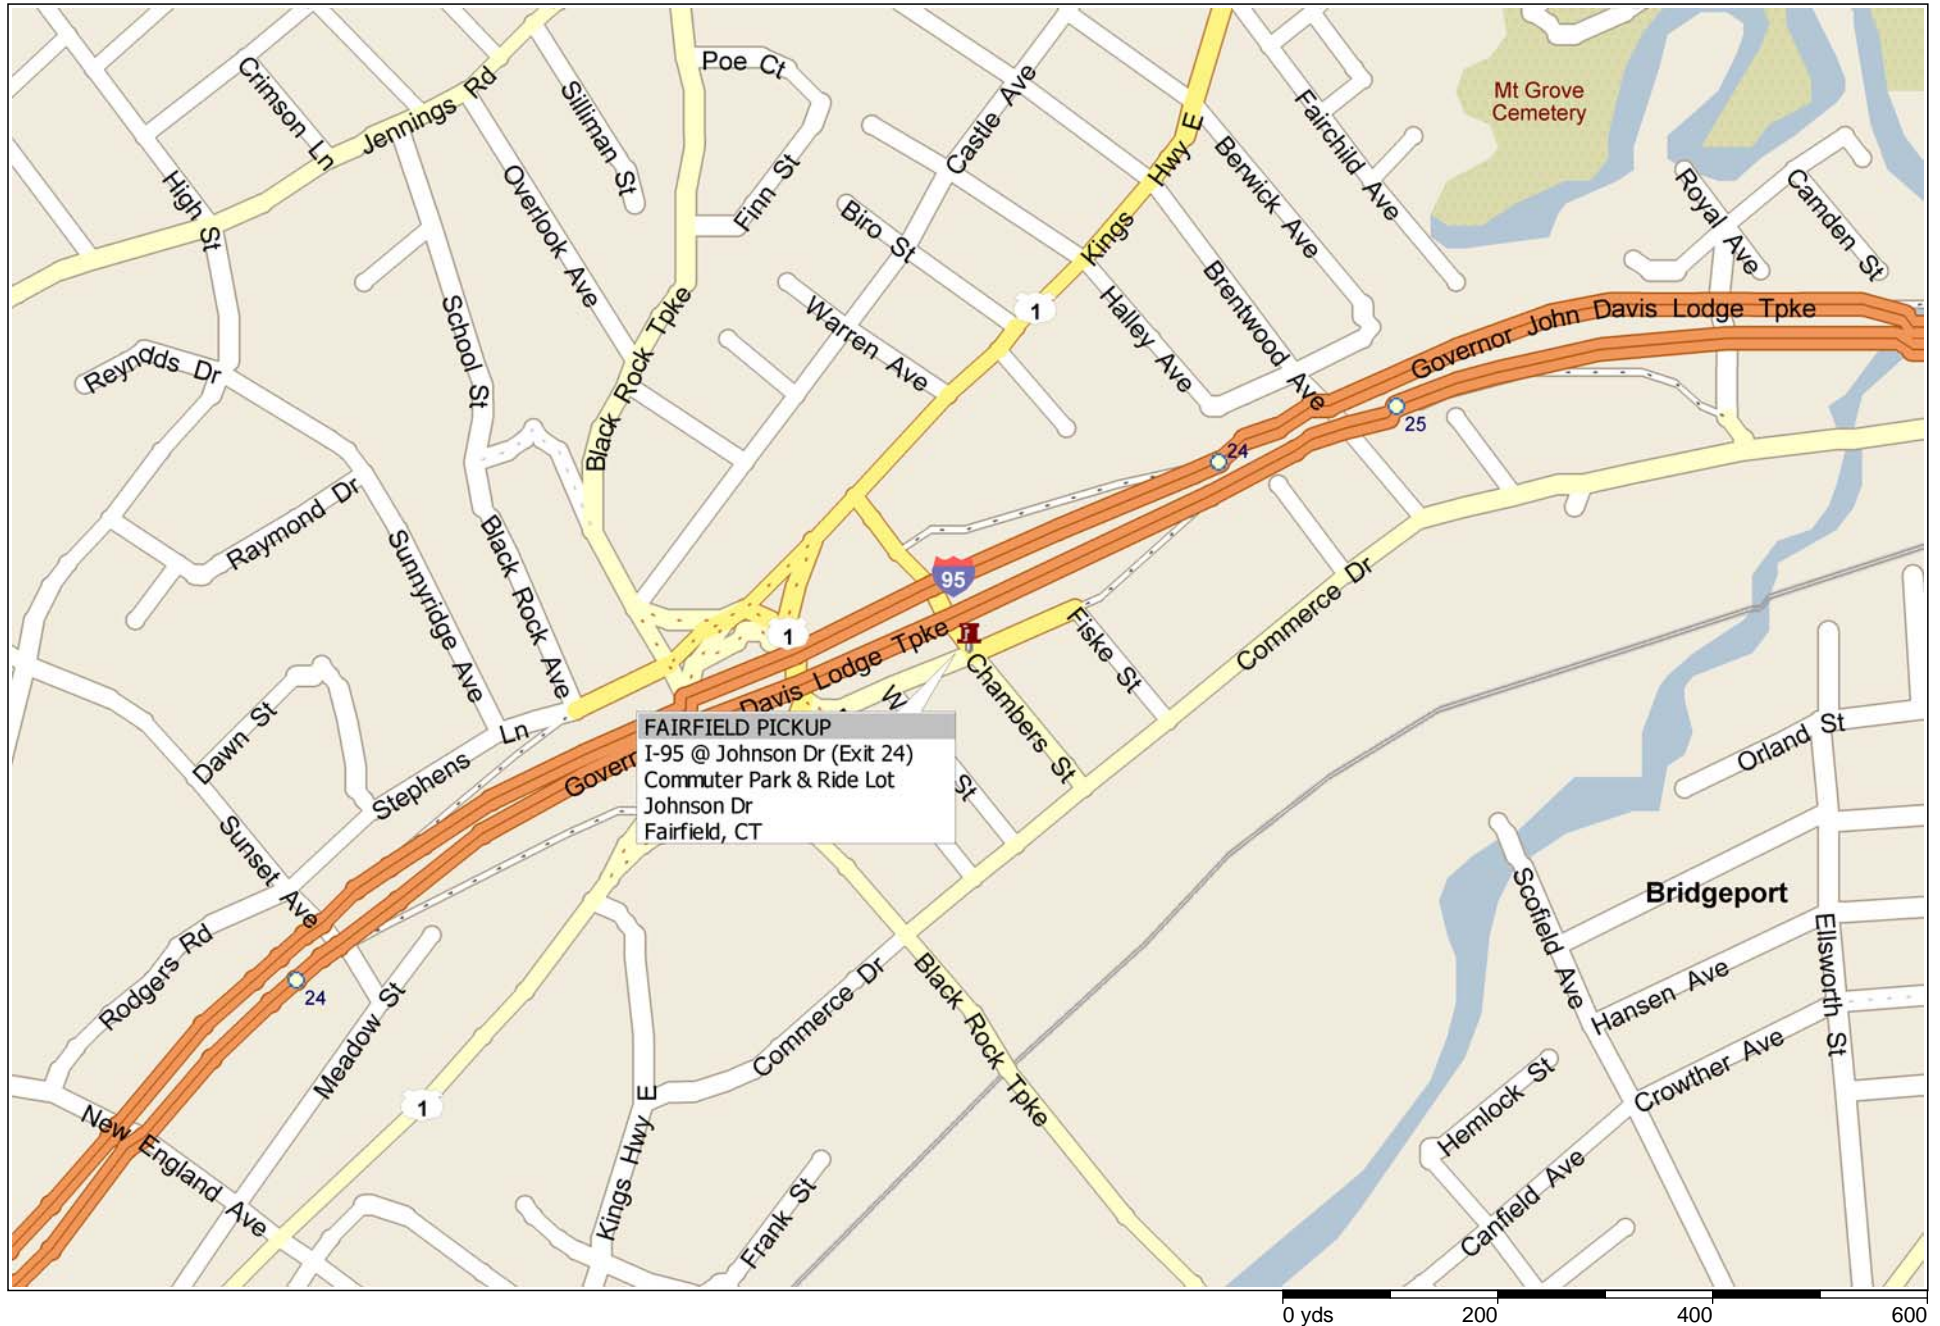 Poe Ct
Crimson Ln
Jennings Rd
Silliman St
Castle Ave
Mt Grove
Cemetery
Fairchild Ave
Kings Hwy E
Berwick Ave
High St
Overlook Ave
Finn St
Royal Ave
Camden St
Biro St
Brentwood Ave
Halley Ave
1
Warren Ave
School St
Black Rock Tpke
Governor John Davis Lodge Tpke
Reynolds Dr
25
24
Raymond Dr
Sunnyridge Ave
Black Rock Ave
95
1
Davis Lodge Tpke
Fiske St
Chambers St
Commerce Dr
W
St
Dawn St
Stephens Ln
Govern
FAIRFIELD PICKUP
I-95 @ Johnson Dr (Exit 24)
Commuter Park & Ride Lot
Johnson Dr
Fairfield, CT
Orland St
Sunset Ave
Scofield Ave
Bridgeport
Ellsworth St
Rodgers Rd
24
Meadow St
Commerce Dr
Black Rock Tpke
Hansen Ave
Crowther Ave
1
Kings Hwy E
Hemlock St
New England Ave
Frank St
Canfield Ave
0 yds 200 400 600